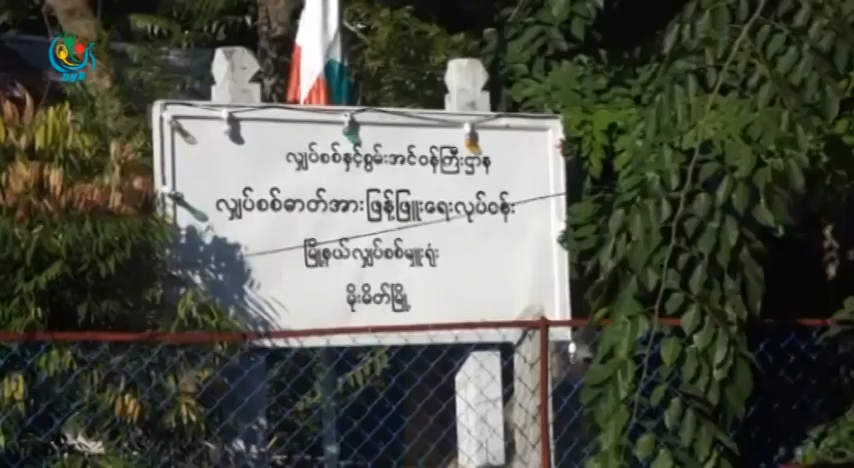 DVB
လျှပ်စစ်နှင့်စွမ်းအင်ဝန်ကြီးဌာန
လျှပ်စစ်ဓာတ်အားဖြန့်ဖြူးရေးလုပ်ငန်း
မြို့နယ်လျှပ်စစ်မှူးရုံး
မိုးမိတ်မြို့